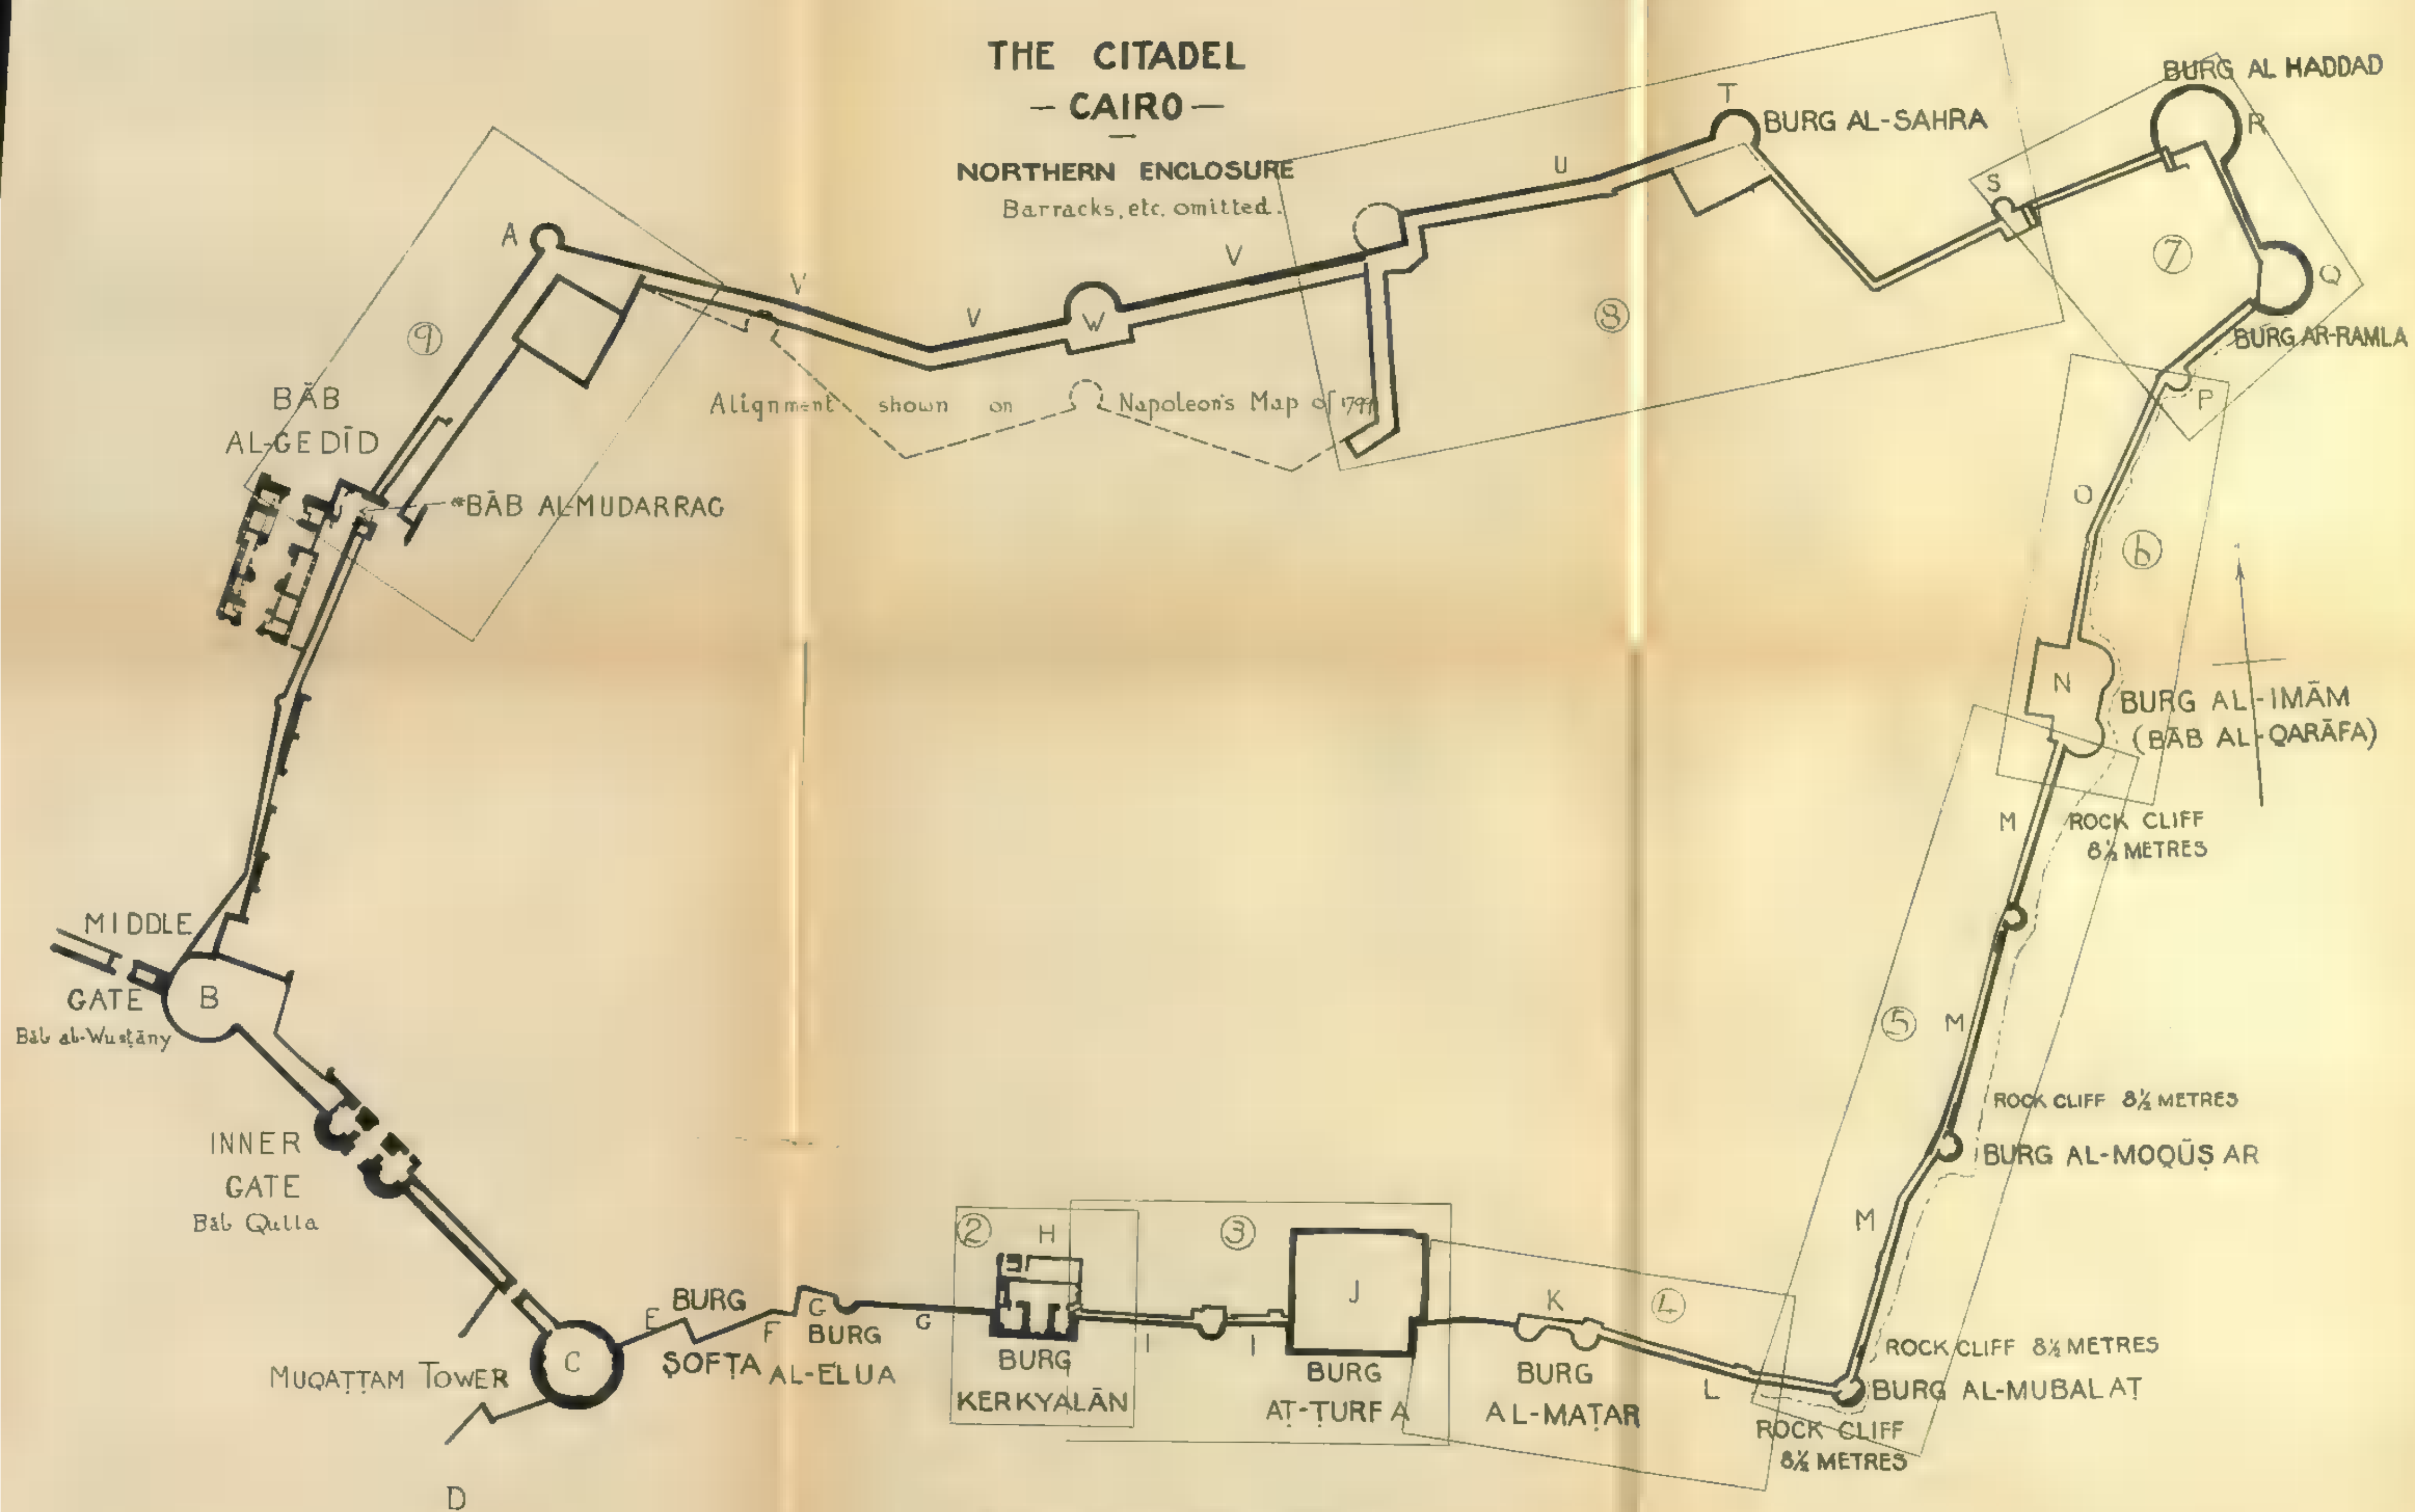 THE CITADEL
— CAIRO —
NORTHERN ENCLOSURE
Barracks, etc. omitted.
BURG AL HADDAD
R
T
BURG AL-SAHRA
U
S
7
Q
BURG AR-RAMLA
P
A
V
V
V
W
8
9
BĀB
AL-GEDĪD
*BĀB AL-MUDARRAG
Alignment shown on Napoleon's Map of 1799
O
6
N
BURG AL-IMĀM
(BĀB AL-QARĀFA)
M
ROCK CLIFF
8½ METRES
MIDDLE
GATE
Bāb al-Wusṭāny
B
5
M
ROCK CLIFF 8½ METRES
BURG AL-MOQŪṢAR
INNER
GATE
Bāb Qulla
M
2
H
3
J
K
4
E
BURG
ṢOFṬA
F
G
BURG
AL-ELUA
G
BURG
KERKYALĀN
I
I
BURG
AṬ-ṬURFA
BURG
AL-MAṬAR
L
ROCK CLIFF 8½ METRES
BURG AL-MUBALAṬ
ROCK CLIFF
8½ METRES
MUQAṬṬAM TOWER
C
D